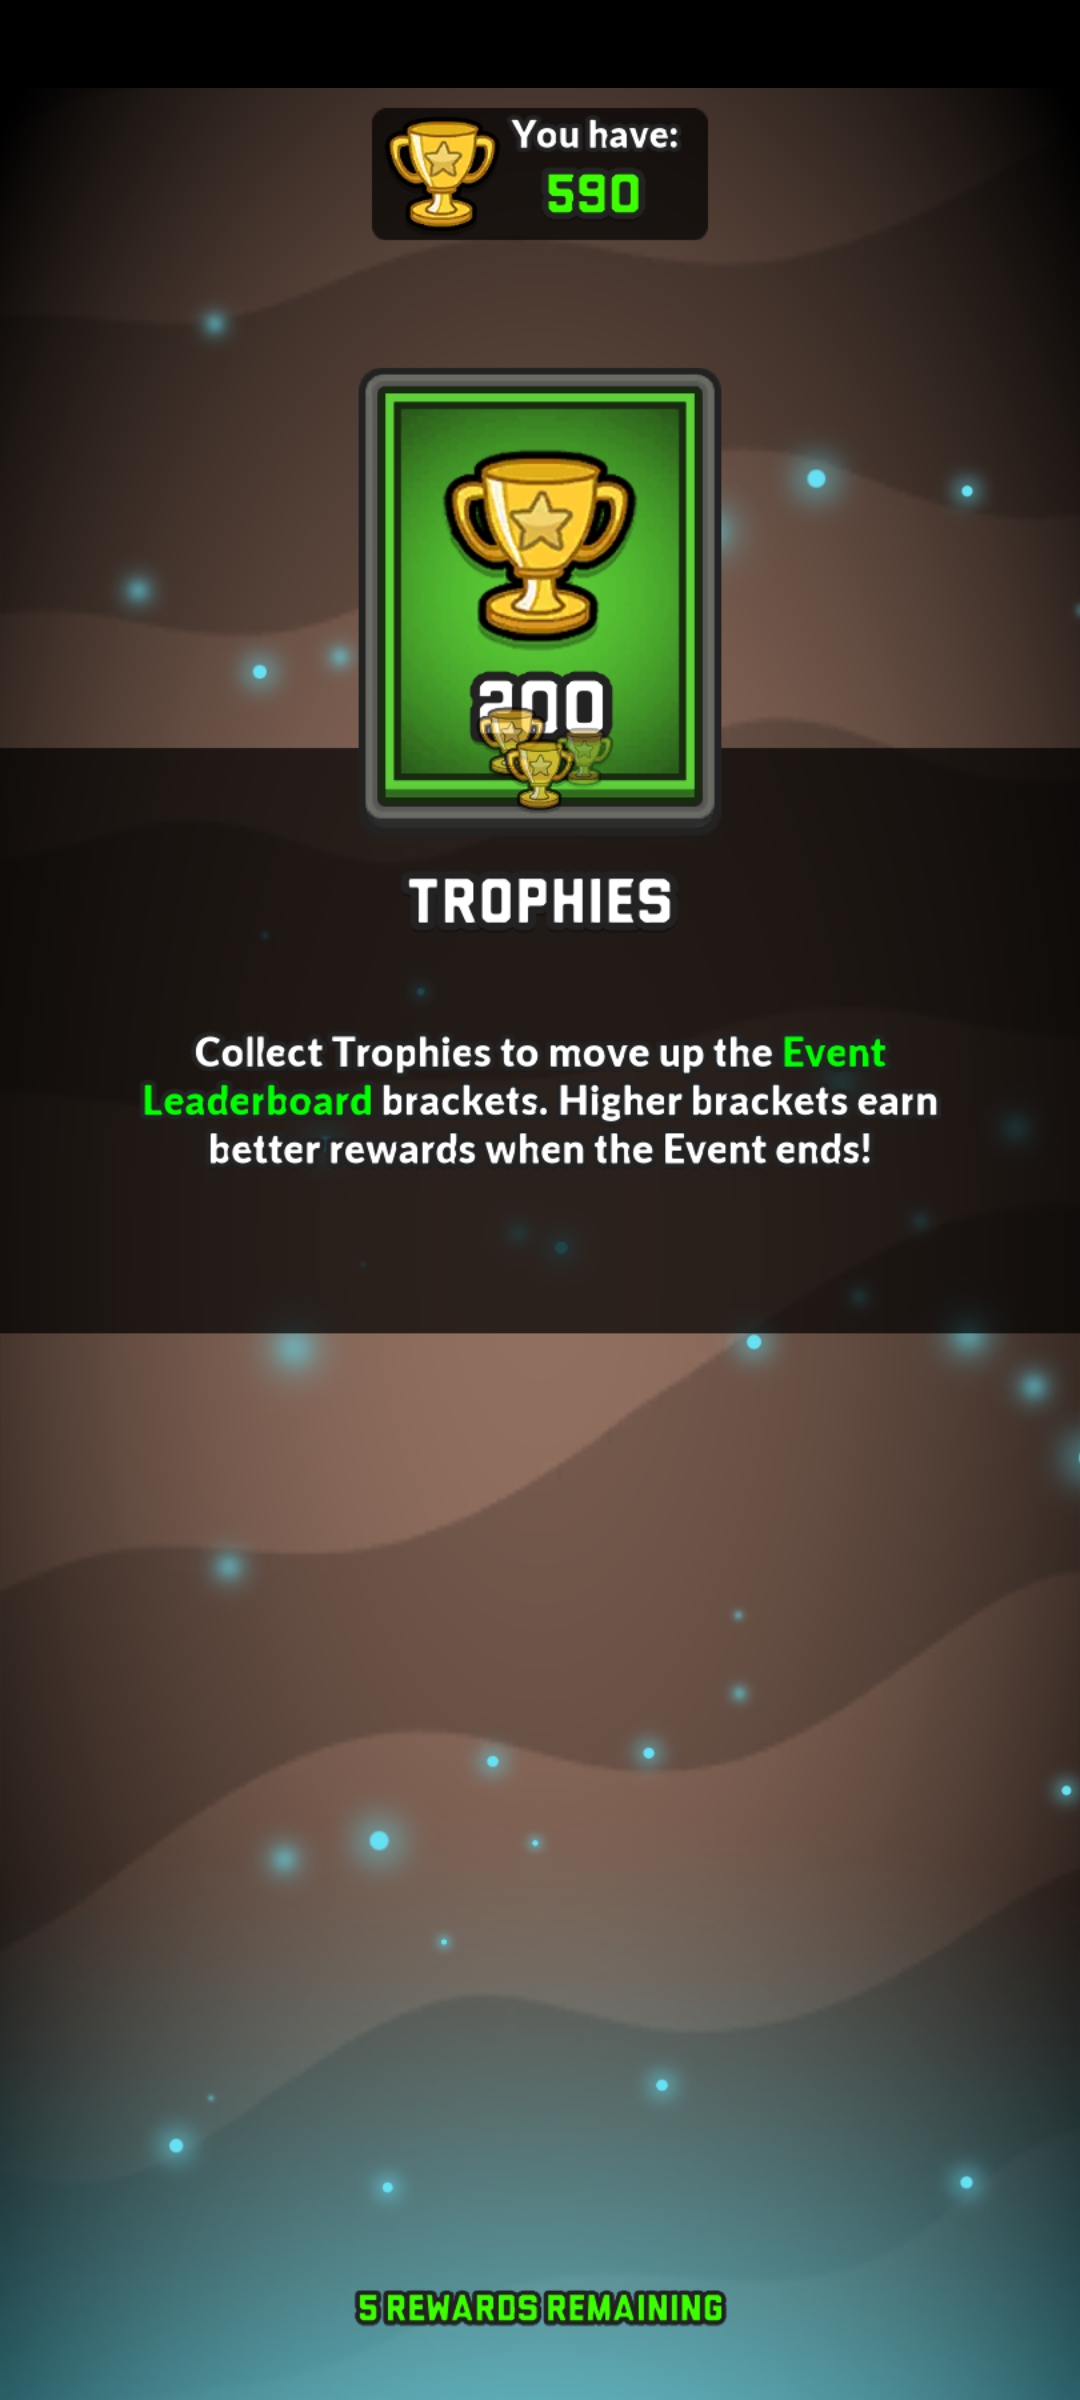 You have:
590
200
TROPHIES
Collect Trophies to move up the Event
Leaderboard brackets. Higher brackets earn
better rewards when the Event ends!
5 REWARDS REMAINING